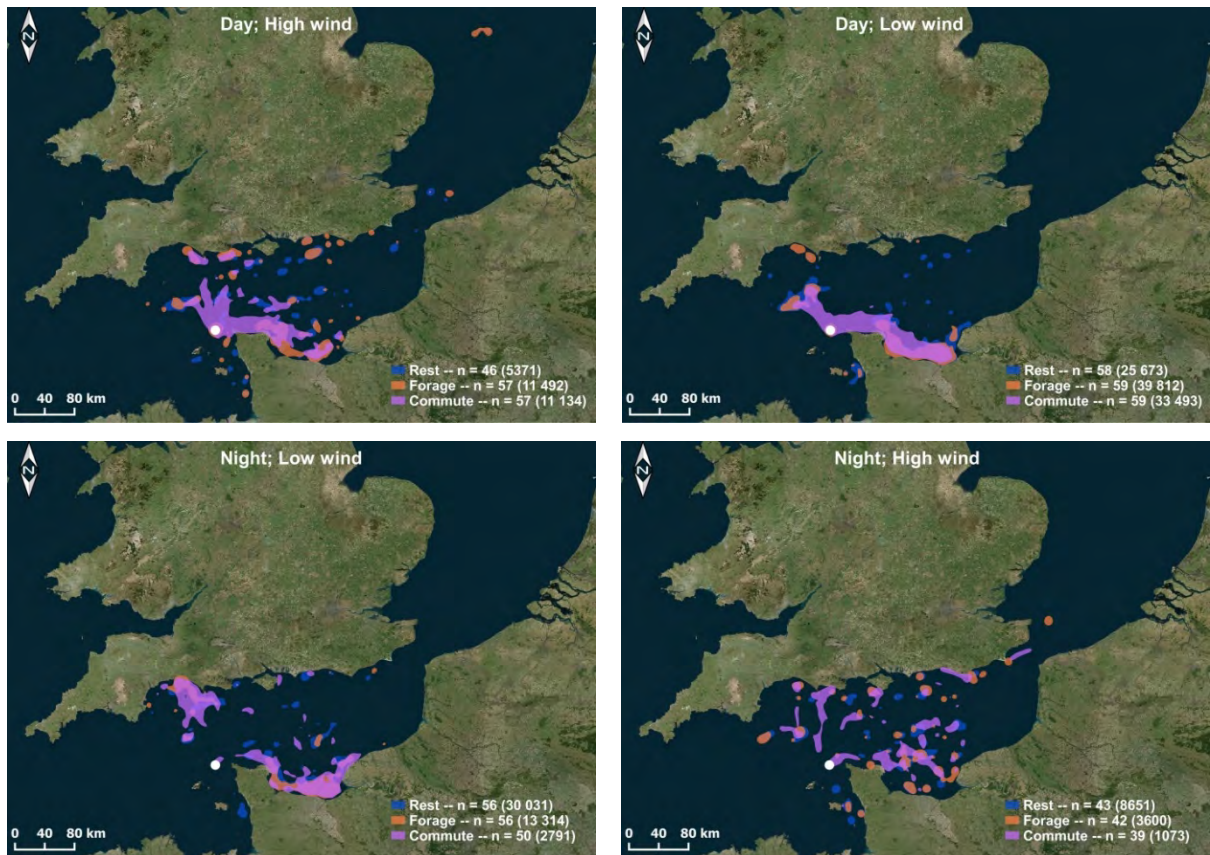 Day; High wind
N
Rest -- n = 46 (5371)
Forage -- n = 57 (11 492)
Commute -- n = 57 (11 134)
0 40 80 km
Day; Low wind
N
Rest -- n = 58 (25 673)
Forage -- n = 59 (39 812)
Commute -- n = 59 (33 493)
0 40 80 km
Night; Low wind
N
Rest -- n = 56 (30 031)
Forage -- n = 56 (13 314)
Commute -- n = 50 (2791)
0 40 80 km
Night; High wind
N
Rest -- n = 43 (8651)
Forage -- n = 42 (3600)
Commute -- n = 39 (1073)
0 40 80 km